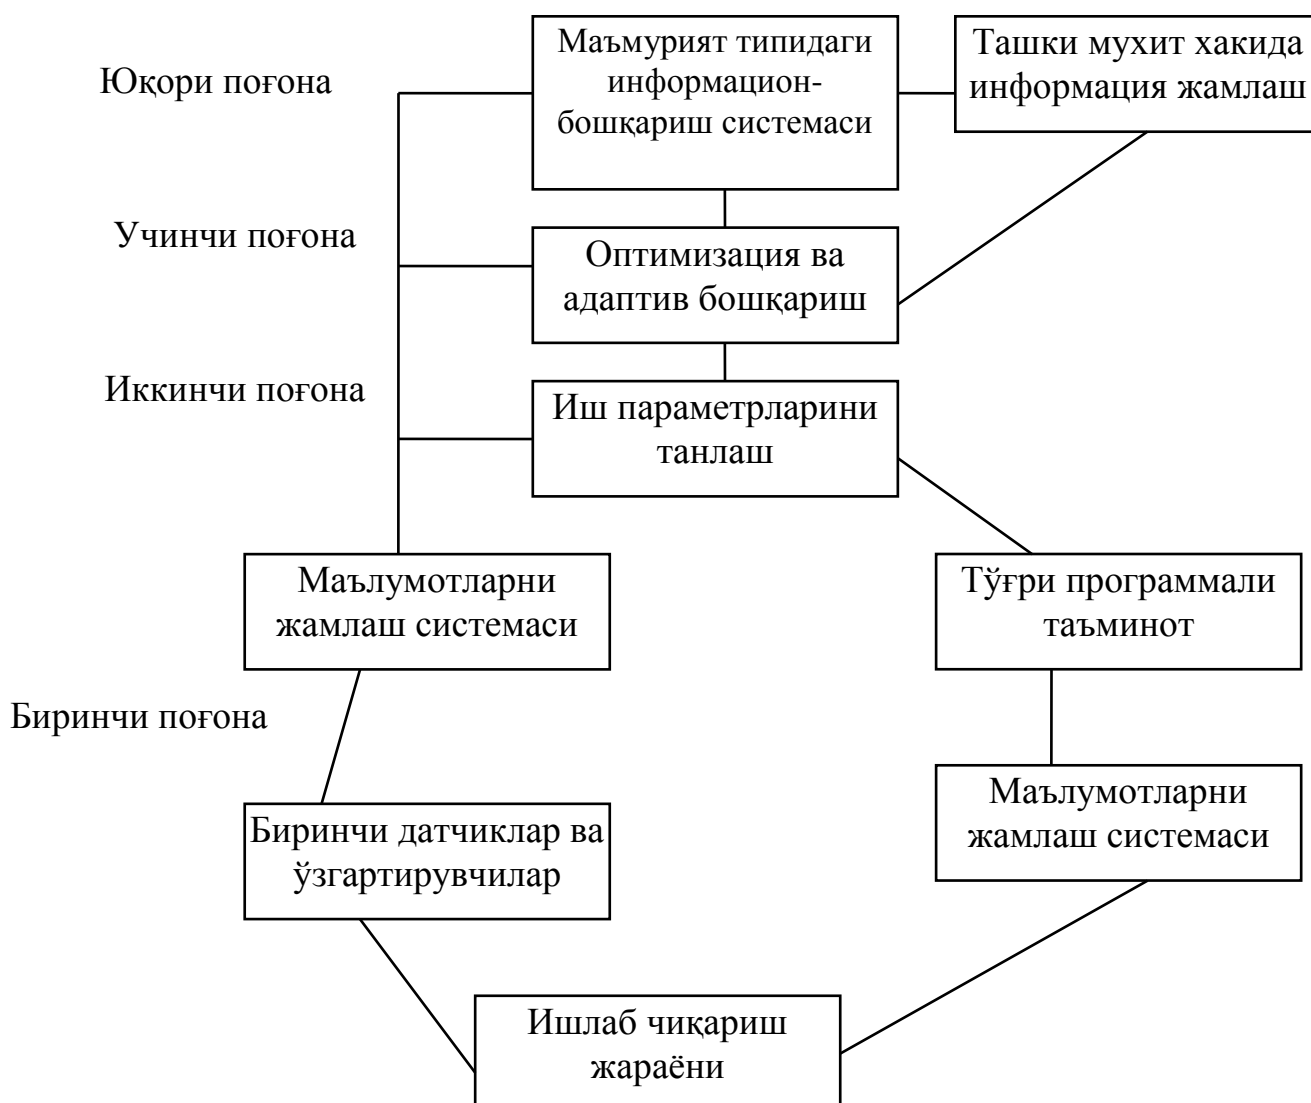 Юқори поғона
Маъмурият типидаги
информацион-
бошқариш системаси
Ташки мухит хакида
информация жамлаш
Учинчи поғона
Оптимизация ва
адаптив бошқариш
Иккинчи поғона
Иш параметрларини
танлаш
Маълумотларни
жамлаш системаси
Тўғри программали
таъминот
Биринчи поғона
Маълумотларни
жамлаш системаси
Биринчи датчиклар ва
ўзгартирувчилар
Ишлаб чиқариш
жараёни